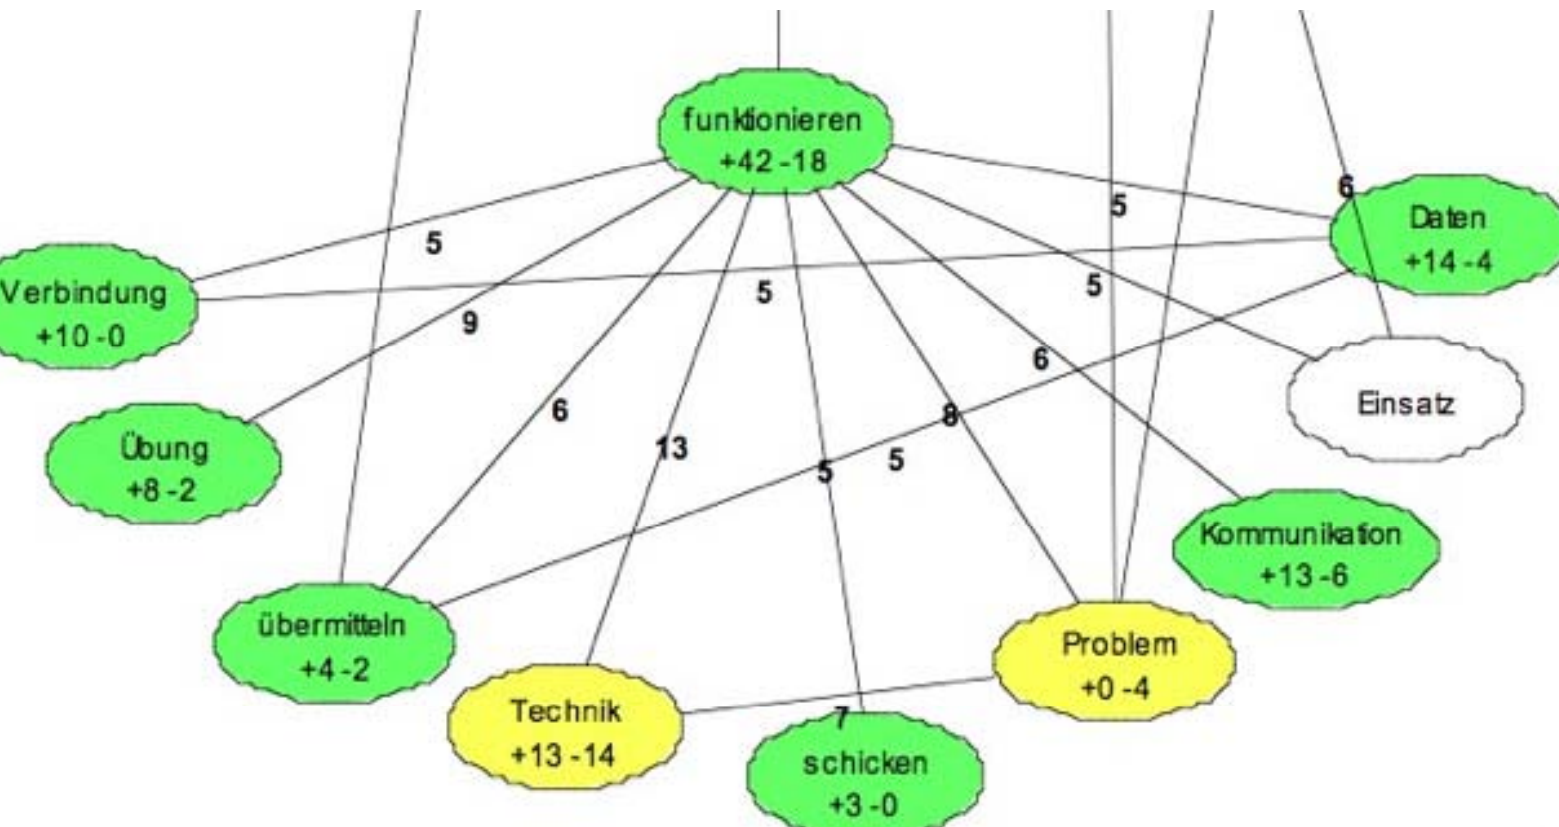 funktionieren
+42 -18
6
5
Daten
+14 -4
5
Verbindung
+10 -0
5
5
9
6
Einsatz
6
8
Übung
+8 -2
13
5
5
Kommunikation
+13 -6
übermitteln
+4 -2
Problem
+0 -4
Technik
+13 -14
7
schicken
+3 -0